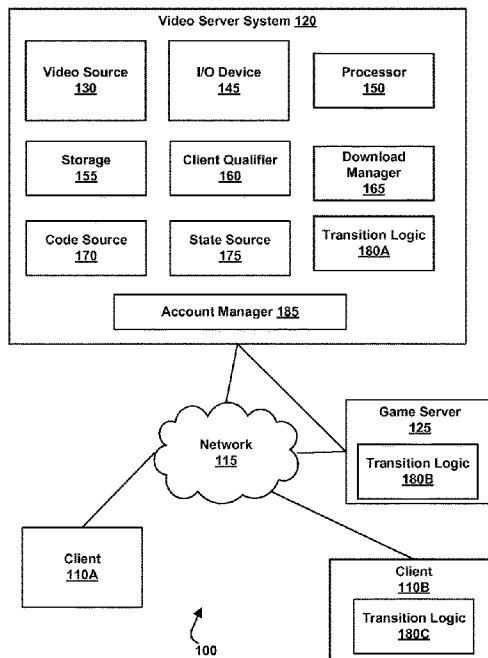 Video Server System 120
Video Source
130
I/O Device
145
Processor
150
Storage
155
Client Qualifier
160
Download
Manager
165
Code Source
170
State Source
175
Transition Logic
180A
Account Manager 185
Network
115
Game Server
125
Transition Logic
180B
Client
110A
Client
110B
Transition Logic
180C
100